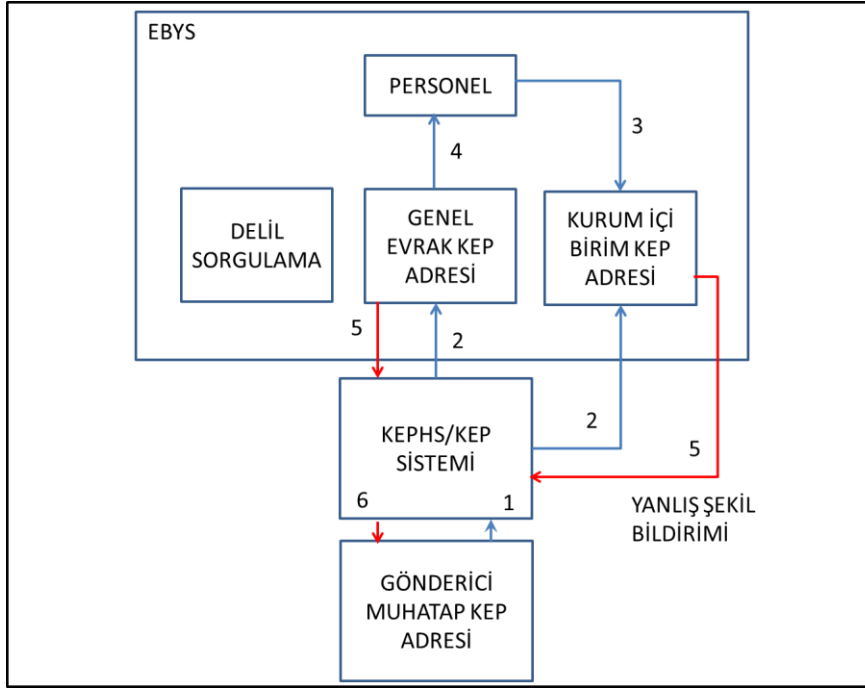 EBYS
PERSONEL
3
4
DELİL
SORGULAMA
GENEL
EVRAK KEP
ADRESİ
KURUM İÇİ
BİRİM KEP
ADRESİ
5
2
KEPHS/KEP
SİSTEMİ
2
5
6
1
YANLIŞ ŞEKİL
BİLDİRİMİ
GÖNDERİCİ
MUHATAP KEP
ADRESİ